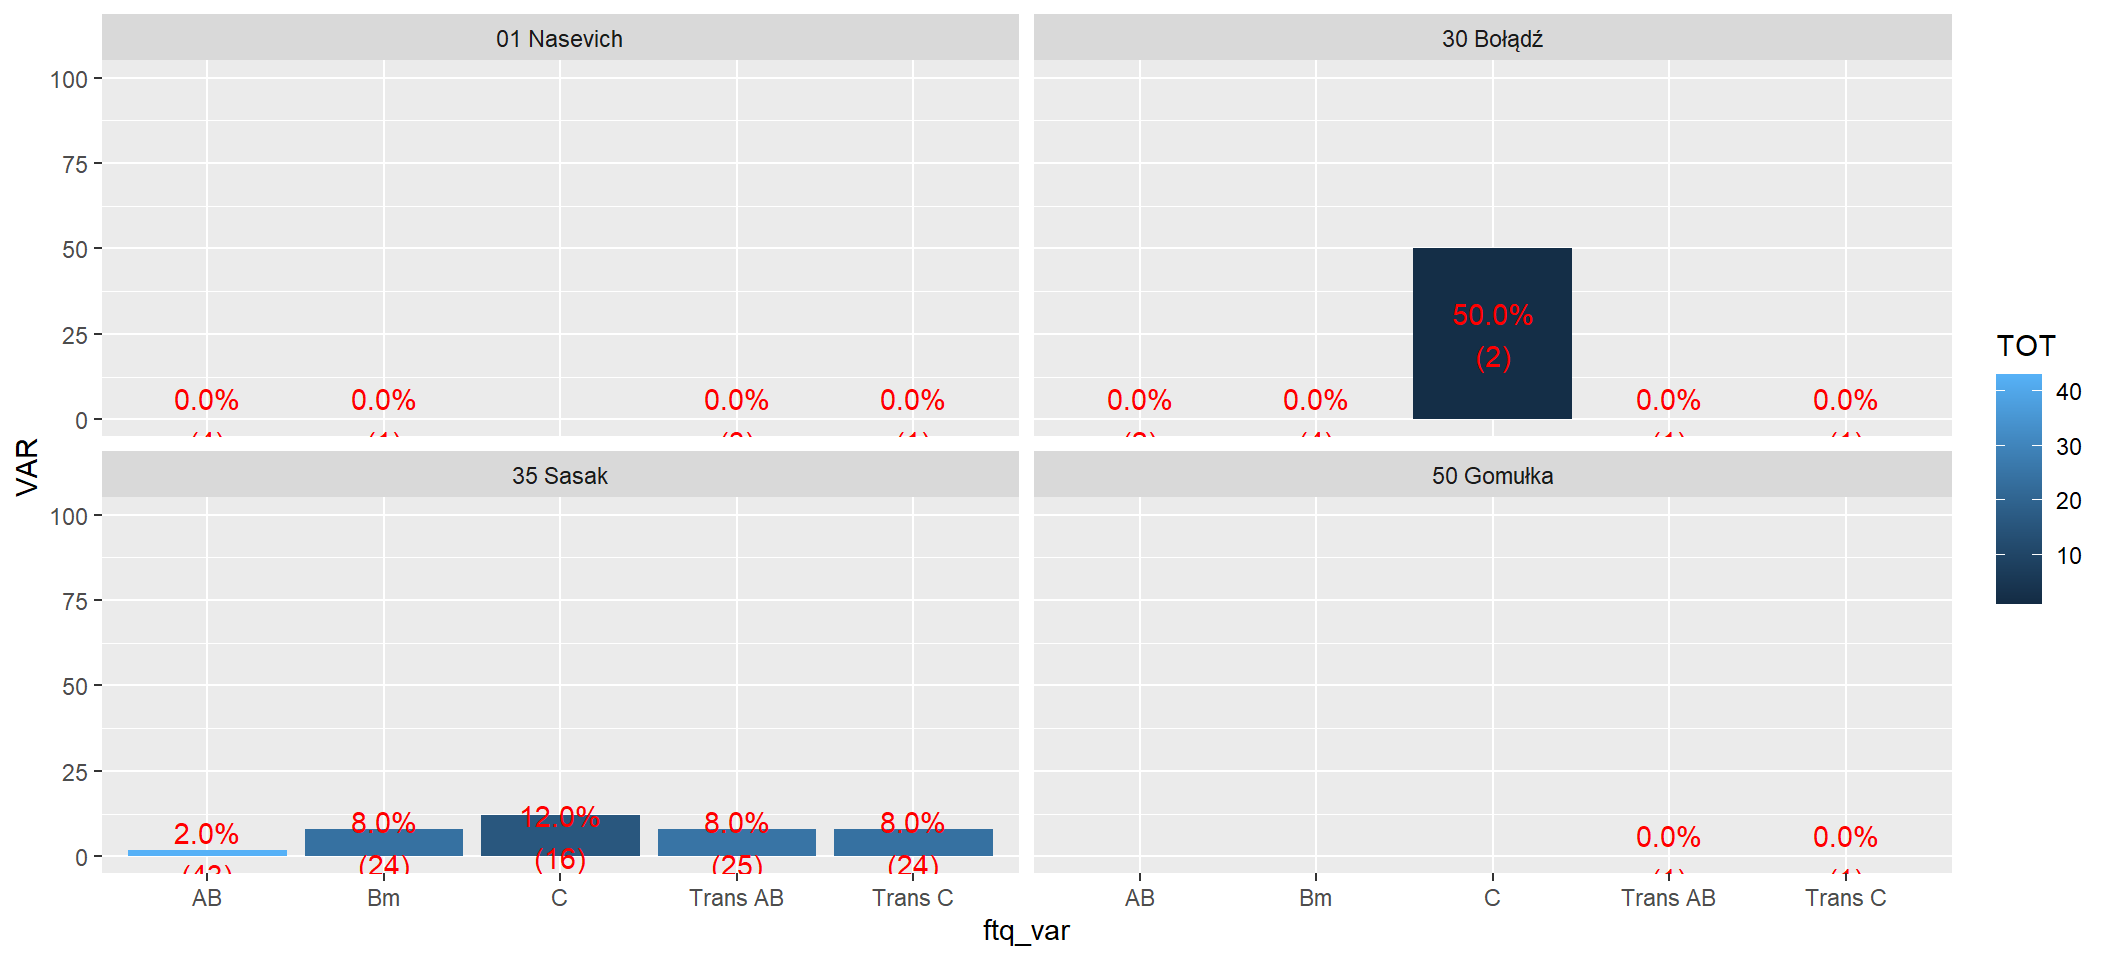 01 Nasevich
30 Bołądź
100
75
50
25
0
0.0%
0.0%
0.0%
0.0%
0.0%
0.0%
50.0%
(2)
0.0%
0.0%
35 Sasak
50 Gomułka
100
75
50
25
0
2.0%
8.0%
(24)
12.0%
(16)
8.0%
(25)
8.0%
(24)
0.0%
0.0%
AB
Bm
C
Trans AB
Trans C
AB
Bm
C
Trans AB
Trans C
ftq_var
VAR
TOT
40
30
20
10